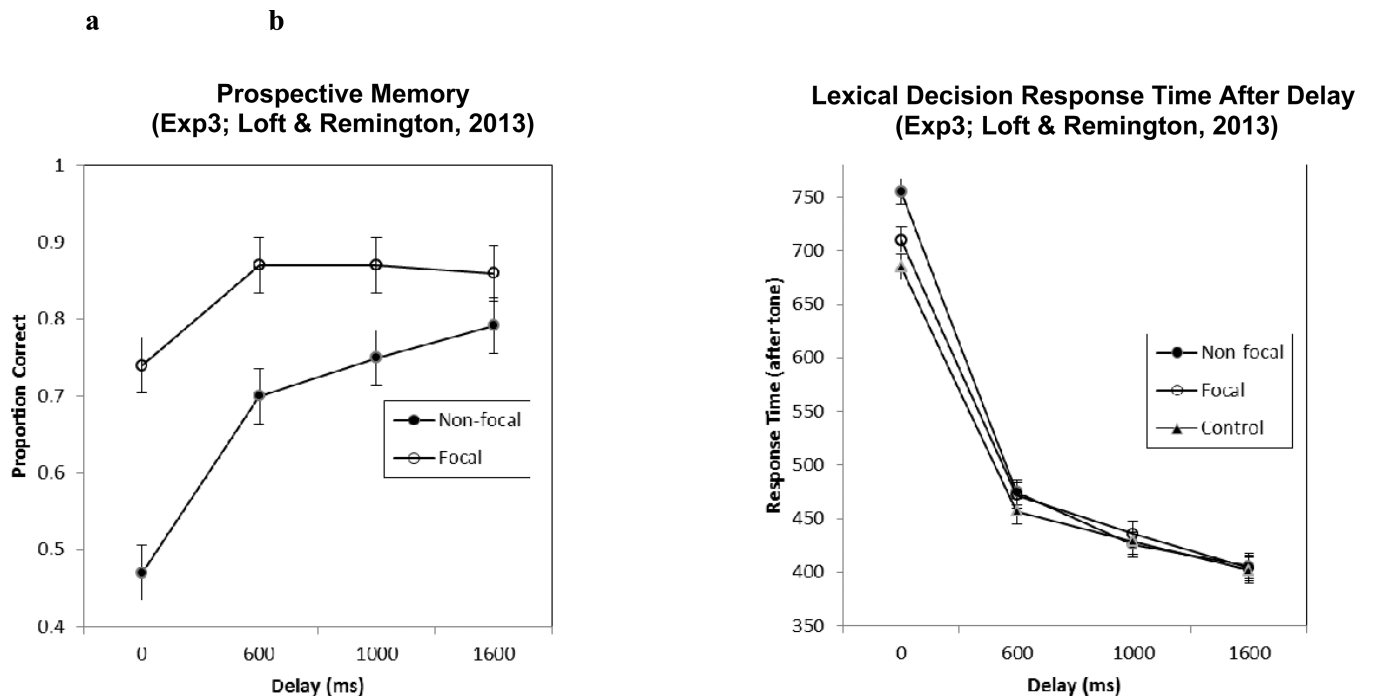 a b
Prospective Memory
(Exp3; Loft & Remington, 2013)
1
0.9
0.8
0.7
0.6
0.5
0.4
Proportion Correct
Non-focal
Focal
0 600 1000 1600
Delay (ms)
Lexical Decision Response Time After Delay
(Exp3; Loft & Remington, 2013)
750
700
650
600
550
500
450
400
350
Response Time (after tone)
Non-focal
Focal
Control
0 600 1000 1600
Delay (ms)